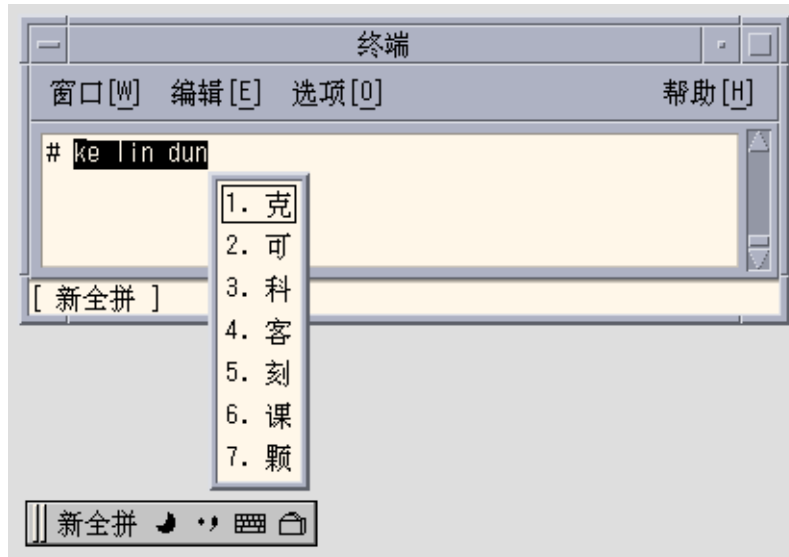 终端
窗口[W] 编辑[E] 选项[O] 帮助[H]
# ke lin dun
1. 克
2. 可
3. 科
4. 客
5. 刻
6. 课
7. 颗
[ 新全拼 ]
新全拼